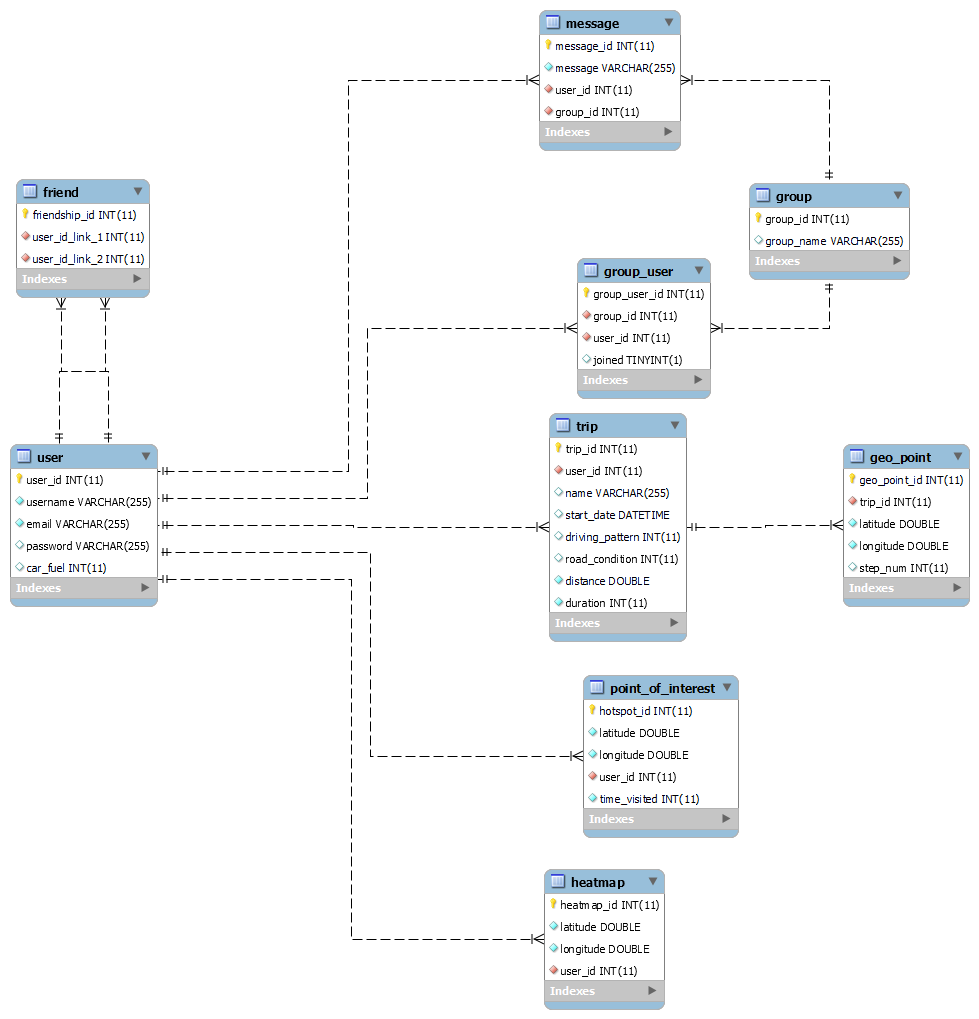 message
message_id INT(11)
message VARCHAR(255)
user_id INT(11)
group_id INT(11)
Indexes
friend
friendship_id INT(11)
user_id_link_1 INT(11)
user_id_link_2 INT(11)
Indexes
group
group_id INT(11)
group_name VARCHAR(255)
Indexes
group_user
group_user_id INT(11)
group_id INT(11)
user_id INT(11)
joined TINYINT(1)
Indexes
user
user_id INT(11)
username VARCHAR(255)
email VARCHAR(255)
password VARCHAR(255)
car_fuel INT(11)
Indexes
trip
trip_id INT(11)
user_id INT(11)
name VARCHAR(255)
start_date DATETIME
driving_pattern INT(11)
road_condition INT(11)
distance DOUBLE
duration INT(11)
Indexes
geo_point
geo_point_id INT(11)
trip_id INT(11)
latitude DOUBLE
longitude DOUBLE
step_num INT(11)
Indexes
point_of_interest
hotspot_id INT(11)
latitude DOUBLE
longitude DOUBLE
user_id INT(11)
time_visited INT(11)
Indexes
heatmap
heatmap_id INT(11)
latitude DOUBLE
longitude DOUBLE
user_id INT(11)
Indexes